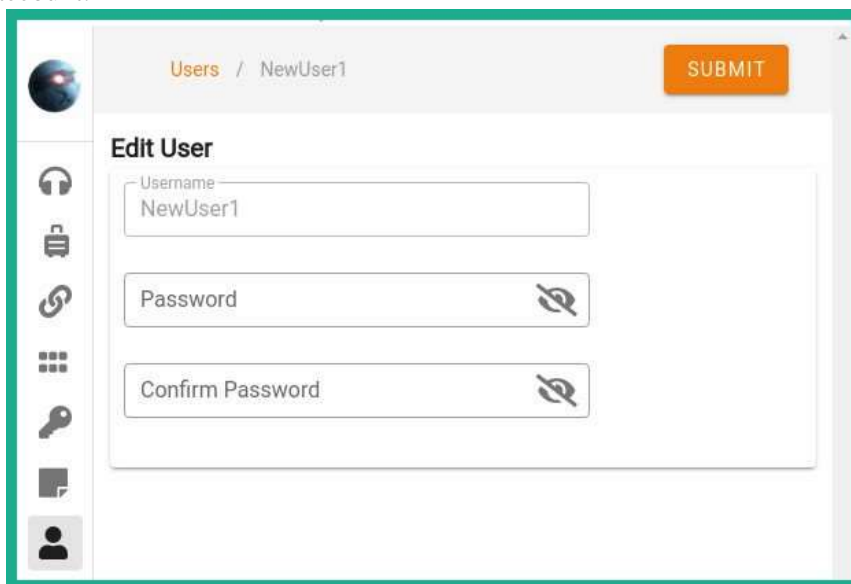 Users / NewUser1
SUBMIT
Edit User
Username
NewUser1
Password
Confirm Password